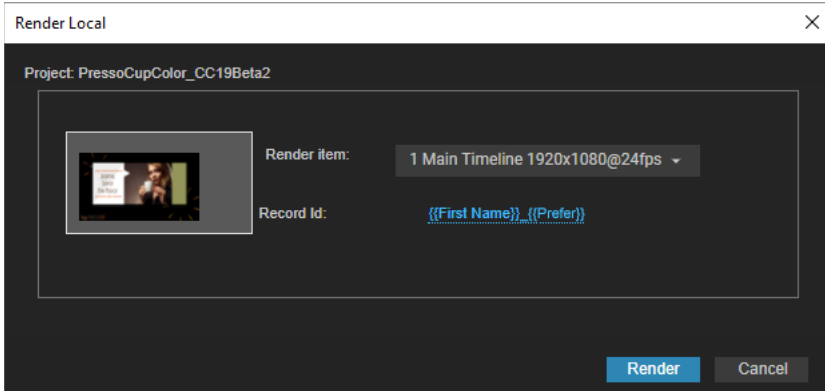 Render Local
Project: PressoCupColor_CC19Beta2
Render item:
1 Main Timeline 1920x1080@24fps
Record Id:
{{First Name}}_{{Prefer}}
Render
Cancel